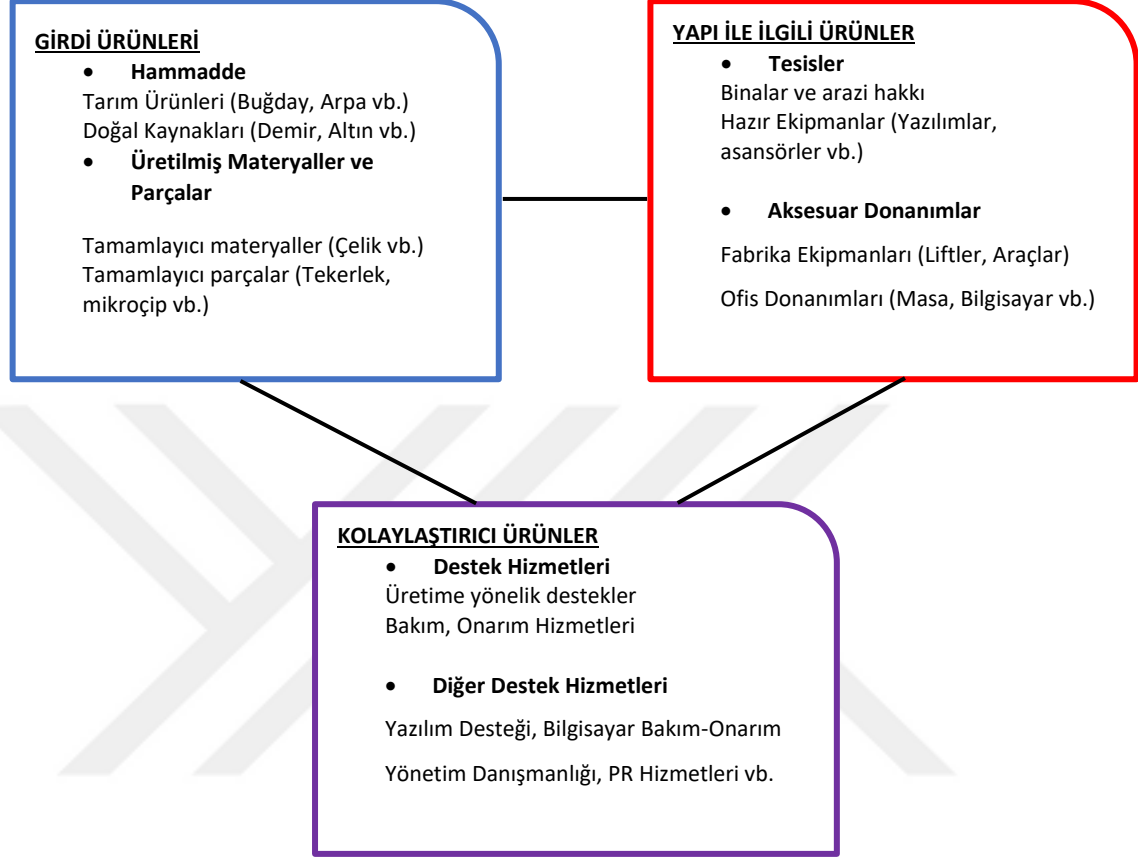 GİRDİ ÜRÜNLERİ
• Hammadde
Tarım Ürünleri (Buğday, Arpa vb.)
Doğal Kaynakları (Demir, Altın vb.)
• Üretilmiş Materyaller ve
Parçalar
Tamamlayıcı materyaller (Çelik vb.)
Tamamlayıcı parçalar (Tekerlek,
mikroçip vb.)
YAPI İLE İLGİLİ ÜRÜNLER
• Tesisler
Binalar ve arazi hakkı
Hazır Ekipmanlar (Yazılımlar,
asansörler vb.)
• Aksesuar Donanımlar
Fabrika Ekipmanları (Liftler, Araçlar)
Ofis Donanımları (Masa, Bilgisayar vb.)
KOLAYLAŞTIRICI ÜRÜNLER
• Destek Hizmetleri
Üretime yönelik destekler
Bakım, Onarım Hizmetleri
• Diğer Destek Hizmetleri
Yazılım Desteği, Bilgisayar Bakım-Onarım
Yönetim Danışmanlığı, PR Hizmetleri vb.